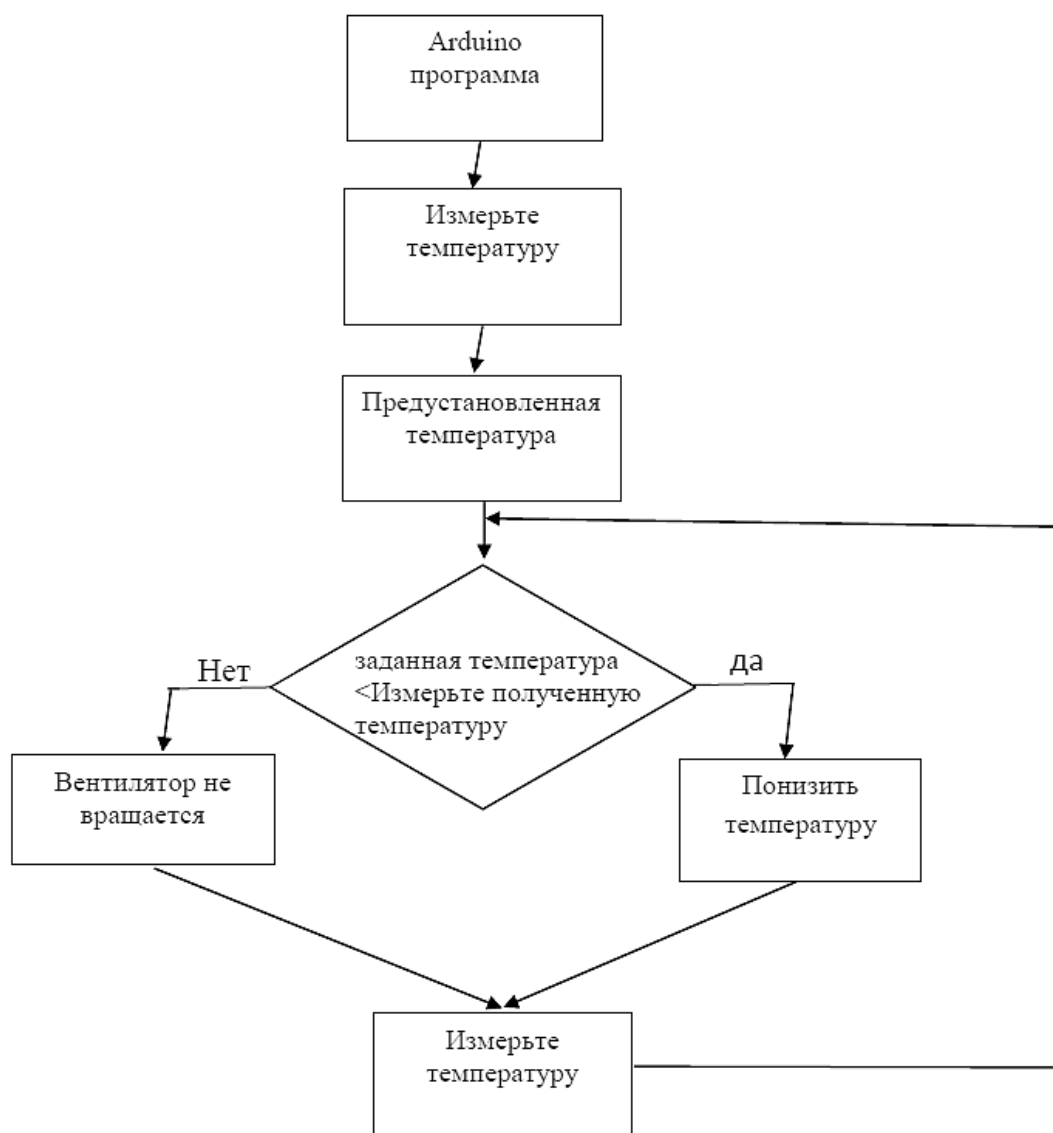 Arduino
программа
Измерьте
температуру
Предустановленная
температура
заданная температура
<Измерьте полученную
температуру
Нет
да
Вентилятор не
вращается
Понизить
температуру
Измерьте
температуру